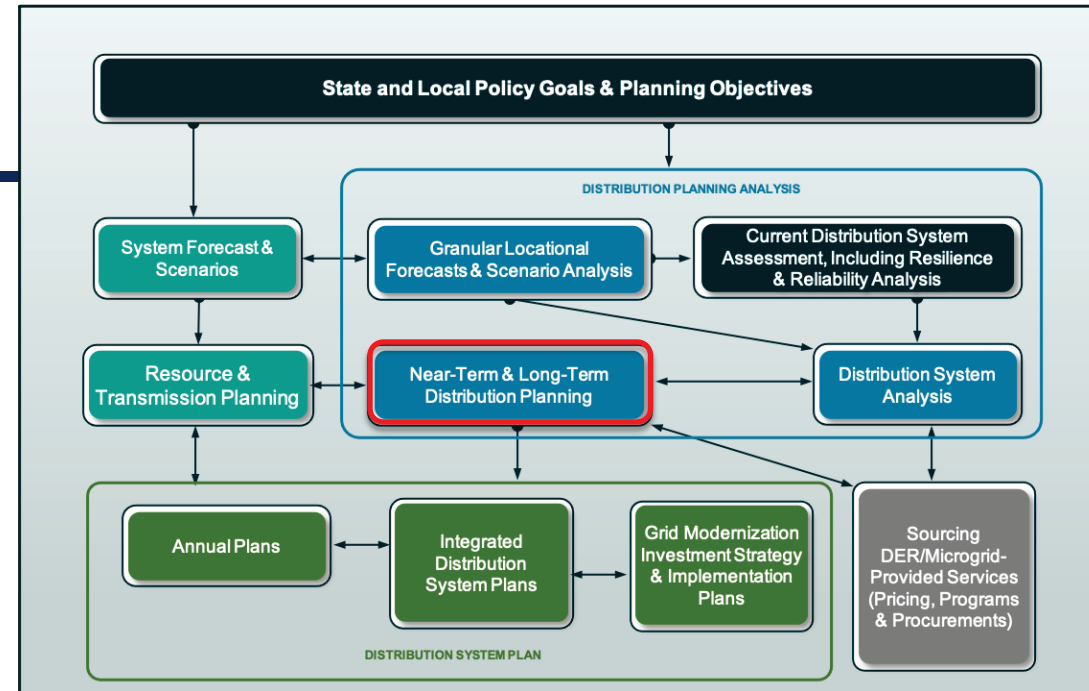 State and Local Policy Goals & Planning Objectives
DISTRIBUTION PLANNING ANALYSIS
System Forecast &
Scenarios
Granular Locational
Forecasts & Scenario Analysis
Current Distribution System
Assessment, Including Resilience
& Reliability Analysis
Resource &
Transmission Planning
Near-Term & Long-Term
Distribution Planning
Distribution System
Analysis
Annual Plans
Integrated
Distribution
System Plans
Grid Modernization
Investment Strategy
& Implementation
Plans
Sourcing
DER/Microgrid-
Provided Services
(Pricing, Programs
& Procurements)
DISTRIBUTION SYSTEM PLAN